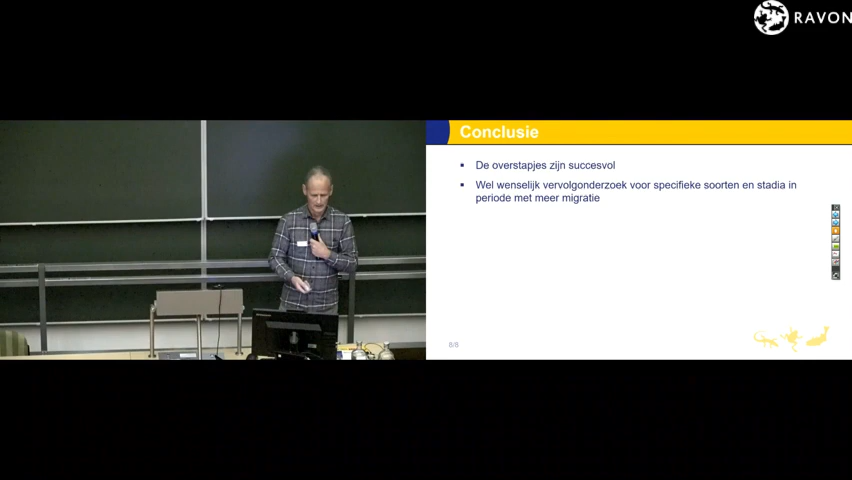 RAVON
Conclusie
De overstapjes zijn succesvol
Wel wenselijk vervolgonderzoek voor specifieke soorten en stadia in
periode met meer migratie
8/8